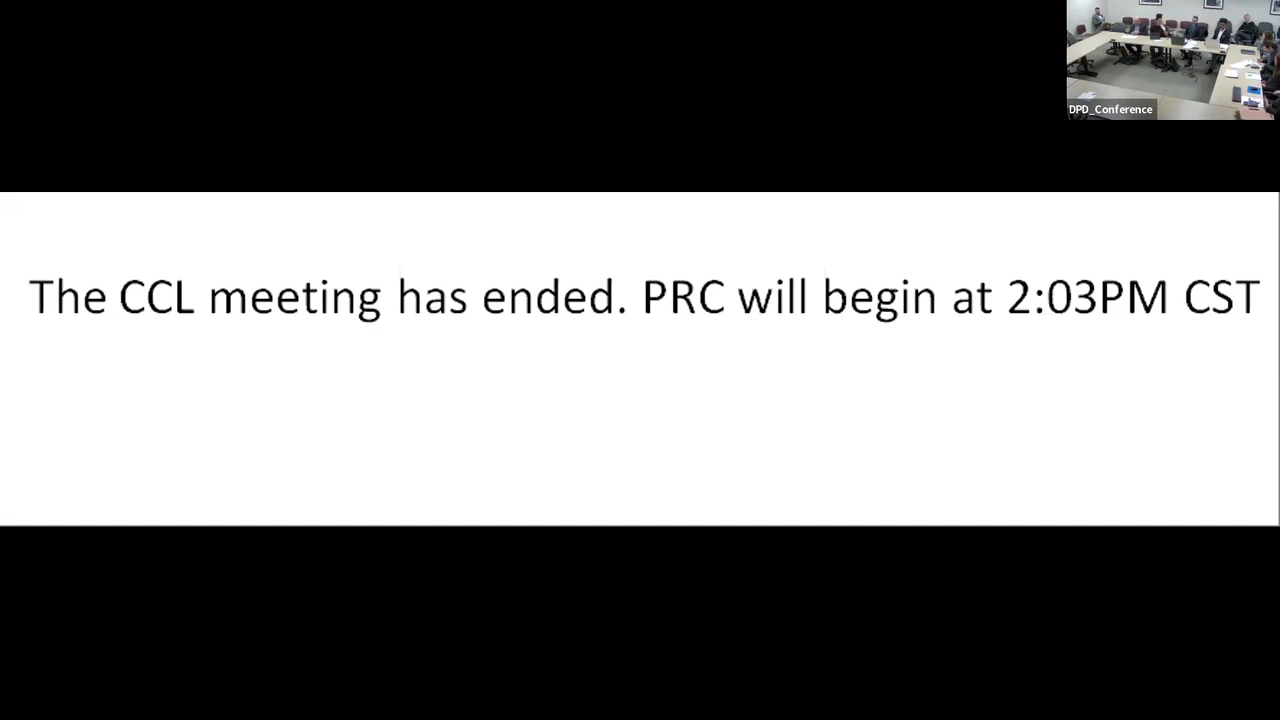 DPD_Conference
The CCL meeting has ended. PRC will begin at 2:03PM CST